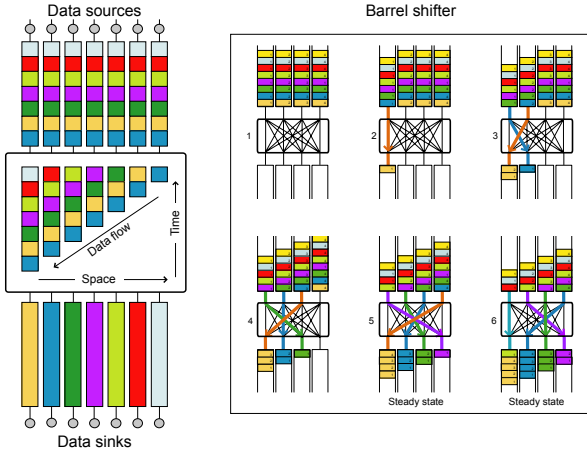 Data sources
Barrel shifter
1
2
3
Data flow
Time
Space
4
5
6
Steady state
Steady state
Data sinks